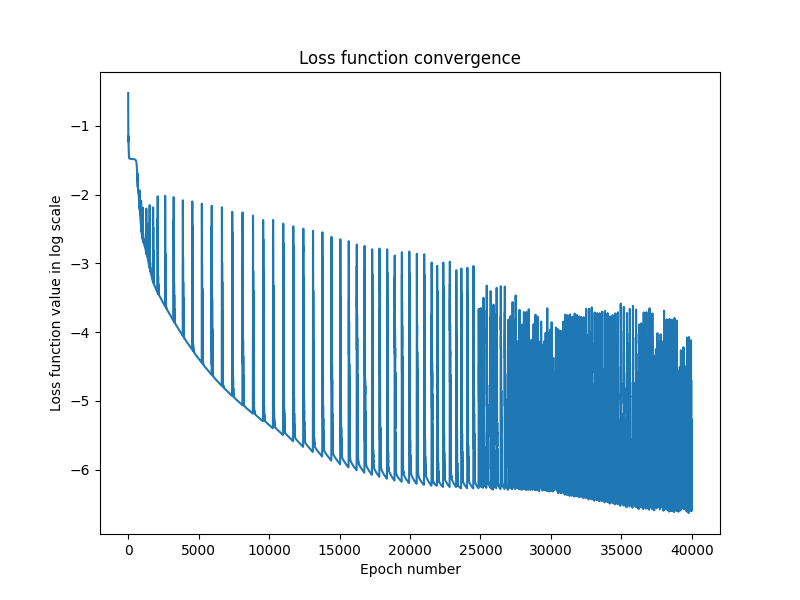 Loss function convergence
Loss function value in log scale
−1
−2
−3
−4
−5
−6
0 5000 10000 15000 20000 25000 30000 35000 40000
Epoch number